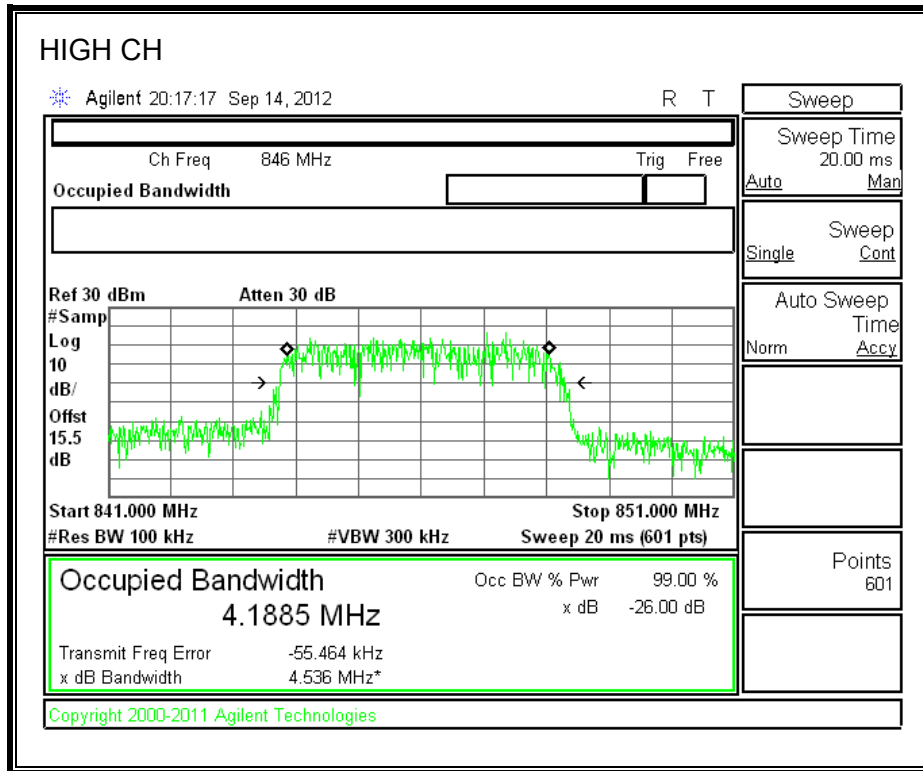 HIGH CH
Agilent 20:17:17 Sep 14, 2012 R T
Sweep
Sweep Time
20.00 ms
Auto Man
Ch Freq 846 MHz Trig Free
Occupied Bandwidth
Sweep
Single Cont
Ref 30 dBm Atten 30 dB
Auto Sweep
Time
Norm Accy
#Samp
Log
10
dB/
Offst
15.5
dB
Start 841.000 MHz Stop 851.000 MHz
#Res BW 100 kHz #VBW 300 kHz Sweep 20 ms (601 pts)
Points
601
Occupied Bandwidth
4.1885 MHz
Occ BW % Pwr 99.00 %
x dB -26.00 dB
Transmit Freq Error -55.464 kHz
x dB Bandwidth 4.536 MHz*
Copyright 2000-2011 Agilent Technologies